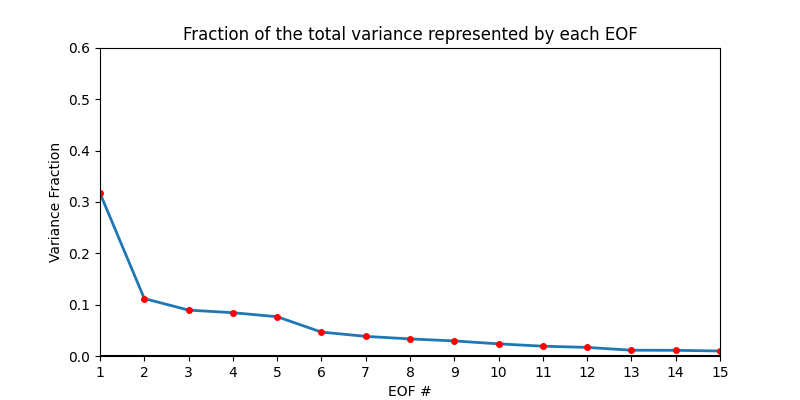 Fraction of the total variance represented by each EOF
0.6
0.5
0.4
0.3
0.2
0.1
0.0
Variance Fraction
1 2 3 4 5 6 7 8 9 10 11 12 13 14 15
EOF #